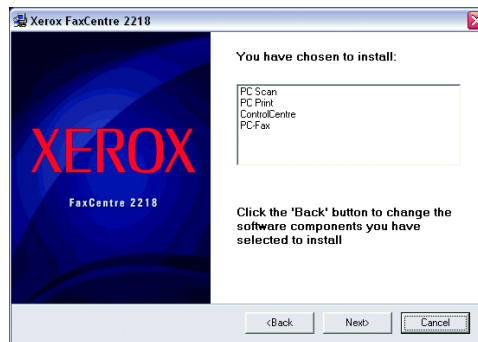 Xerox FaxCentre 2218
You have chosen to install:
PC Scan
PC Print
ControlCentre
PC-Fax
XEROX
FaxCentre 2218
Click the 'Back' button to change the
software components you have
selected to install
<Back
Next>
Cancel